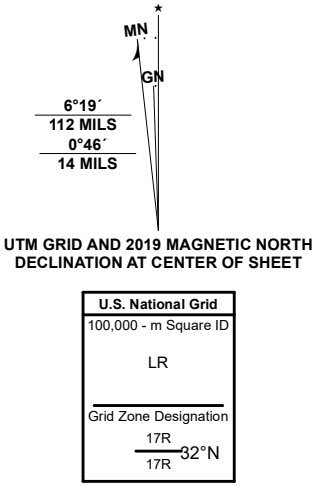 ★
MN
GN
6°19´
112 MILS
0°46´
14 MILS
UTM GRID AND 2019 MAGNETIC NORTH
DECLINATION AT CENTER OF SHEET
U.S. National Grid
100,000 - m Square ID
LR
Grid Zone Designation
17R
32°N
17R